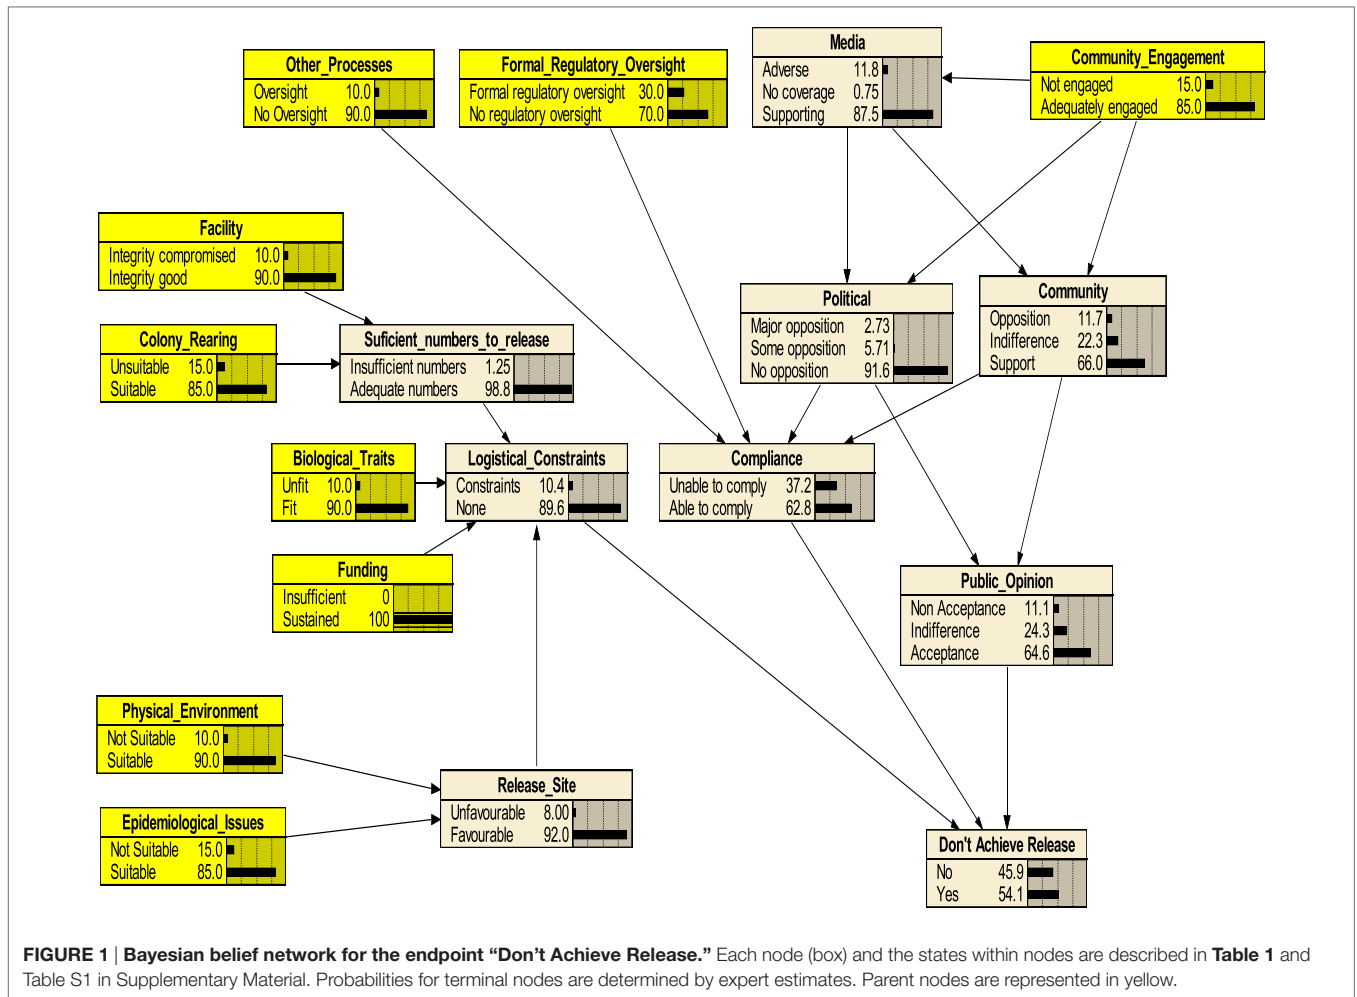 Other_Processes
Oversight 10.0
No Oversight 90.0
Formal_Regulatory_Oversight
Formal regulatory oversight 30.0
No regulatory oversight 70.0
Media
Adverse 11.8
No coverage 0.75
Supporting 87.5
Community_Engagement
Not engaged 15.0
Adequately engaged 85.0
Facility
Integrity compromised 10.0
Integrity good 90.0
Colony_Rearing
Unsuitable 15.0
Suitable 85.0
Suficient_numbers_to_release
Insufficient numbers 1.25
Adequate numbers 98.8
Political
Major opposition 2.73
Some opposition 5.71
No opposition 91.6
Community
Opposition 11.7
Indifference 22.3
Support 66.0
Biological_Traits
Unfit 10.0
Fit 90.0
Logistical_Constraints
Constraints 10.4
None 89.6
Compliance
Unable to comply 37.2
Able to comply 62.8
Funding
Insufficient 0
Sustained 100
Public_Opinion
Non Acceptance 11.1
Indifference 24.3
Acceptance 64.6
Physical_Environment
Not Suitable 10.0
Suitable 90.0
Release_Site
Unfavourable 8.00
Favourable 92.0
Epidemiological_Issues
Not Suitable 15.0
Suitable 85.0
Don't Achieve Release
No 45.9
Yes 54.1
FIGURE 1 | Bayesian belief network for the endpoint “Don’t Achieve Release.” Each node (box) and the states within nodes are described in Table 1 and
Table S1 in Supplementary Material. Probabilities for terminal nodes are determined by expert estimates. Parent nodes are represented in yellow.